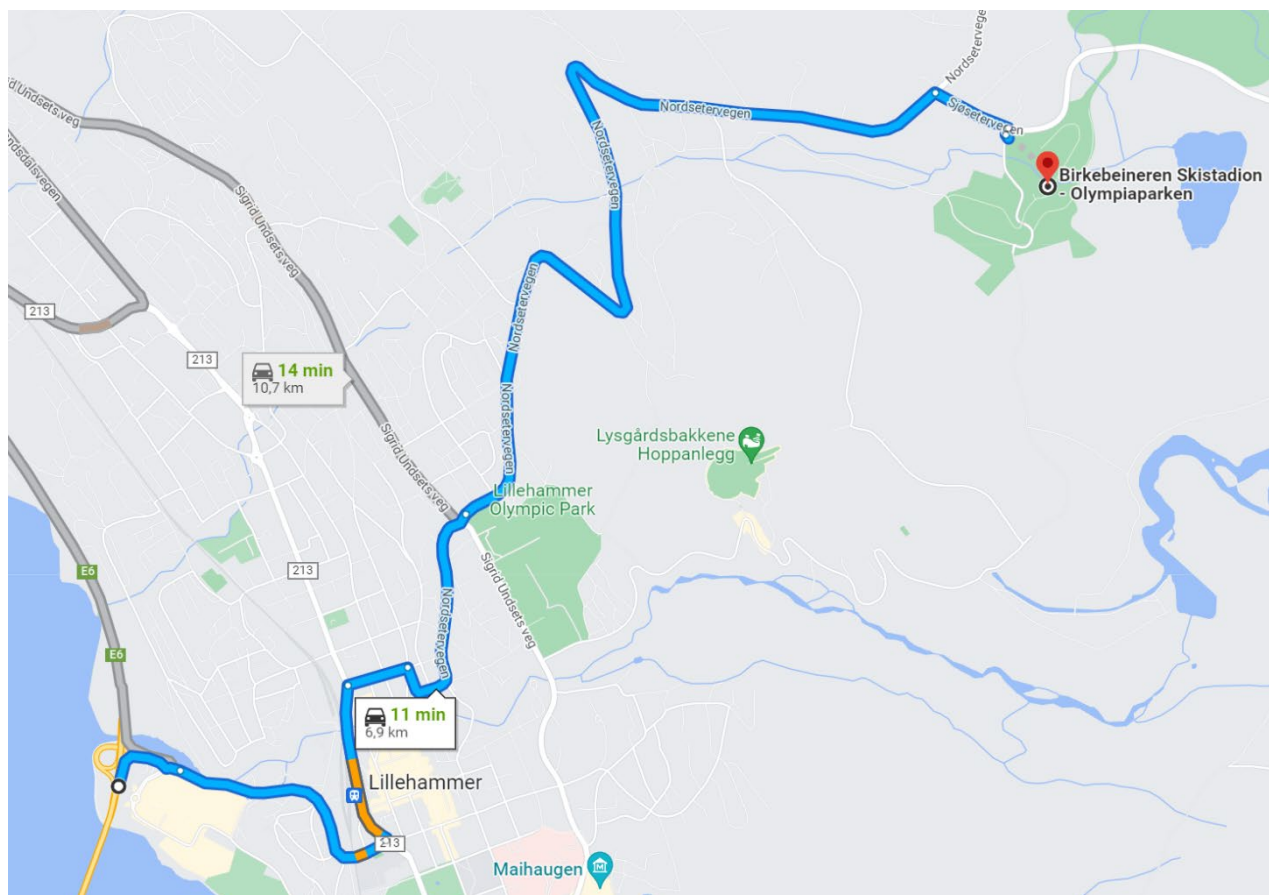 Nordsetervegen
Sjøsetervegen
Nordsetervegen
Sigrid Undsets veg
Nordsetervegen
Birkebeineren Skistadion
- Olympiaparken
Sigrid Undsets veg
Nordsetervegen
213
213
14 min
10,7 km
Nordsetervegen
Sigrid Undsets veg
Lysgårdsbakkene
Hoppanlegg
Lillehammer
Olympic Park
E6
213
Sigrid Undsets veg
Nordsetervegen
E6
11 min
6,9 km
Lillehammer
213
Maihaugen